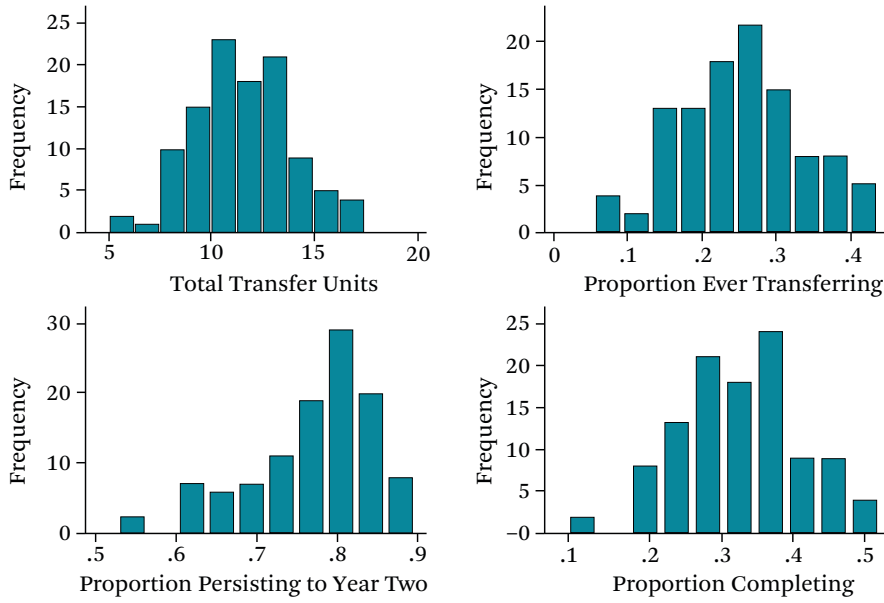 25
20
15
10
5
0
Frequency
5 10 15 20
Total Transfer Units
20
15
10
5
0
Frequency
0 .1 .2 .3 .4
Proportion Ever Transferring
30
20
10
0
Frequency
.5 .6 .7 .8 .9
Proportion Persisting to Year Two
25
20
15
10
5
–0
Frequency
.1 .2 .3 .4 .5
Proportion Completing